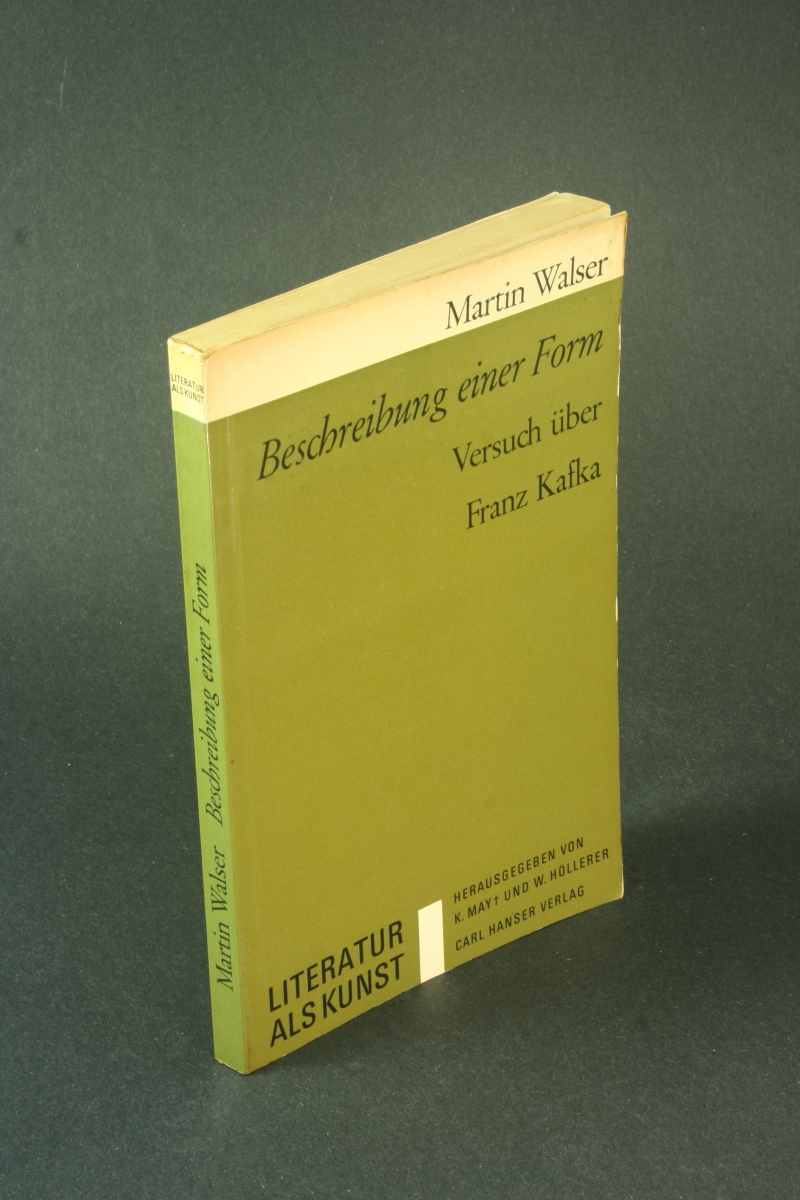 Martin Walser
Beschreibung einer Form
Versuch über
Franz Kafka
LITERATUR
ALS KUNST
HERAUSGEGEBEN VON
K. MAY† UND W. HÖLLERER
CARL HANSER VERLAG
LITERATUR
ALS KUNST
Martin Walser Beschreibung einer Form